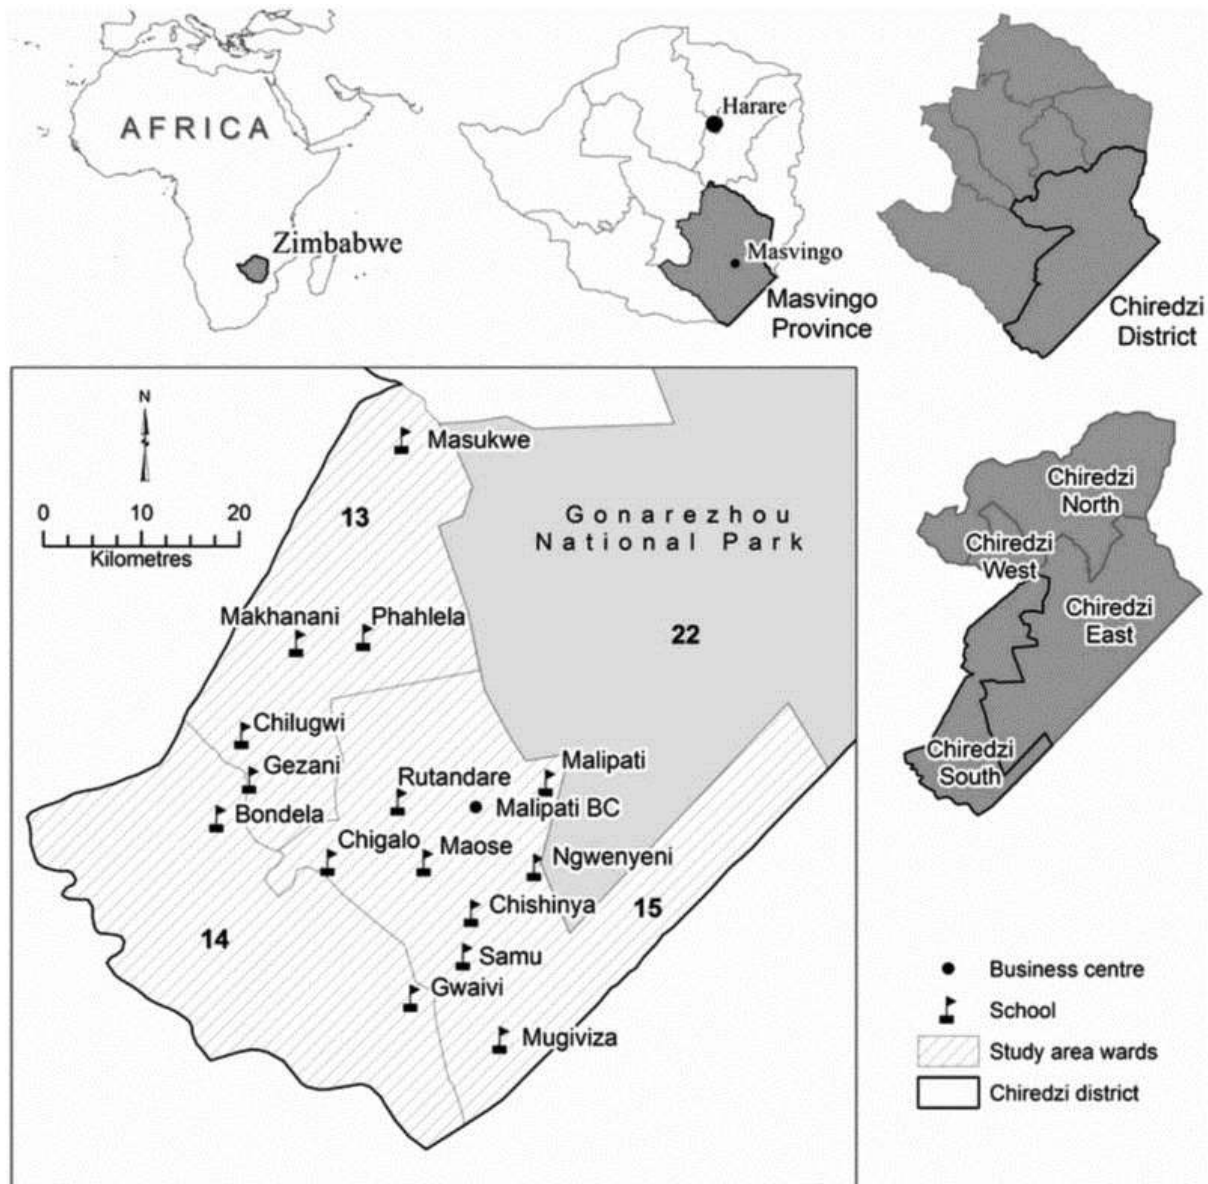 AFRICA
Zimbabwe
Harare
Masvingo
Masvingo
Province
Chiredzi
District
N
0 10 20
Kilometres
Masukwe
13
Gonarezhou
National Park
Makhanani
Phahlela
22
Chilugwi
Gezani
Bondela
Rutandare
Malipati
Malipati BC
Chigalo
Maose
Ngwenyeni
Chishinya
15
14
Samu
Gwaivi
Mugiviza
Chiredzi
North
Chiredzi
West
Chiredzi
East
Chiredzi
South
Business centre
School
Study area wards
Chiredzi district